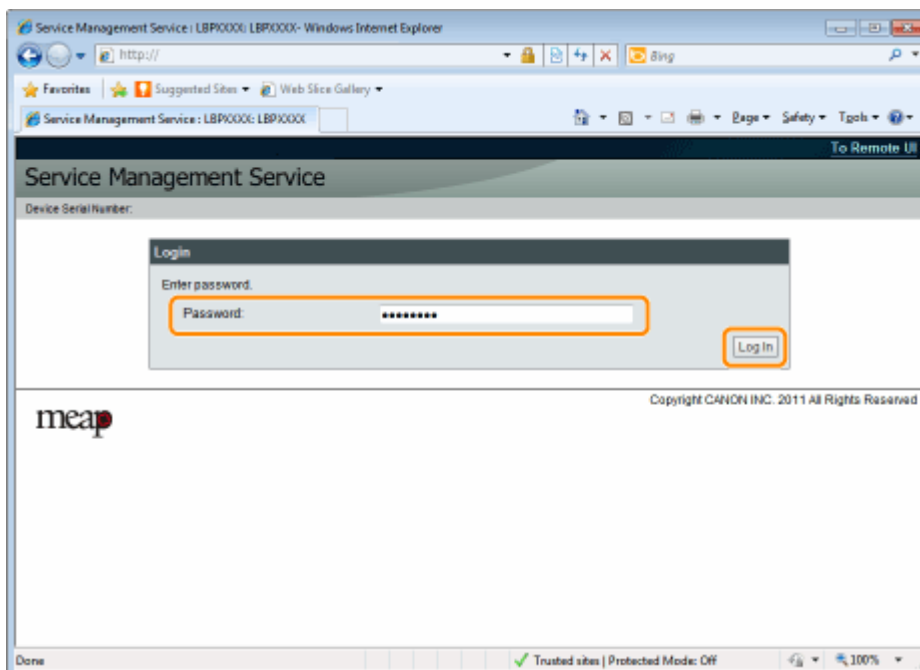 Service Management Service : LBPXXXX: LBPXXXX- Windows Internet Explorer
http://
Bing
Favorites Suggested Sites Web Slice Gallery
Service Management Service : LBPXXXX: LBPXXXX Page Safety Tools
To Remote UI
Service Management Service
Device Serial Number:
Login
Enter password.
Password: ••••••••
Log In
Copyright CANON INC. 2011 All Rights Reserved
meap
Done Trusted sites | Protected Mode: Off 100%